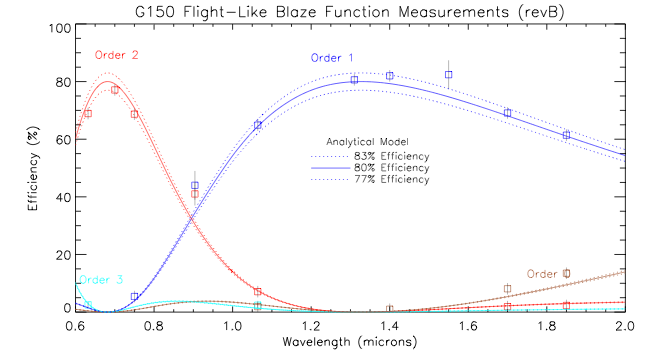 G150 Flight-Like Blaze Function Measurements (revB)
100
80
60
40
20
0
Efficiency (%)
Order 2
Order 1
Analytical Model
83% Efficiency
80% Efficiency
77% Efficiency
Order 3
Order
0.6 0.8 1.0 1.2 1.4 1.6 1.8 2.0
Wavelength (microns)